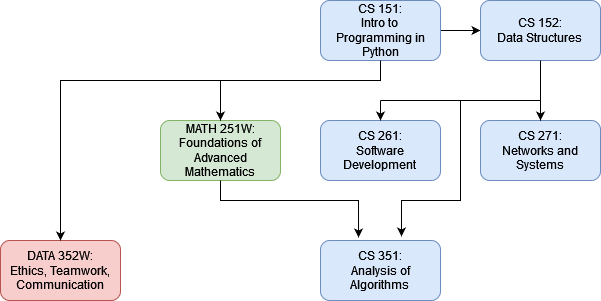 CS 151:
Intro to
Programming in
Python
CS 152:
Data Structures
MATH 251W:
Foundations of
Advanced
Mathematics
CS 261:
Software
Development
CS 271:
Networks and
Systems
DATA 352W:
Ethics, Teamwork,
Communication
CS 351:
Analysis of
Algorithms